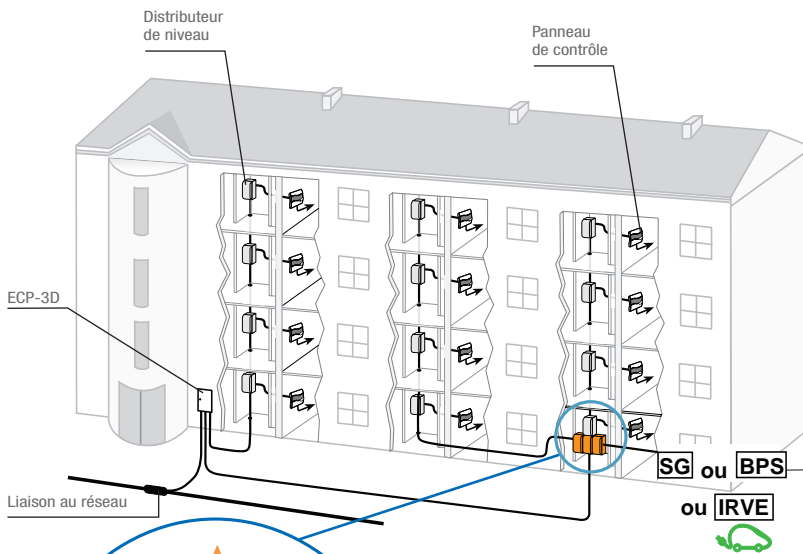 Distributeur
de niveau
Panneau
de contrôle
ECP-3D
SG ou BPS
Liaison au réseau
ou IRVE